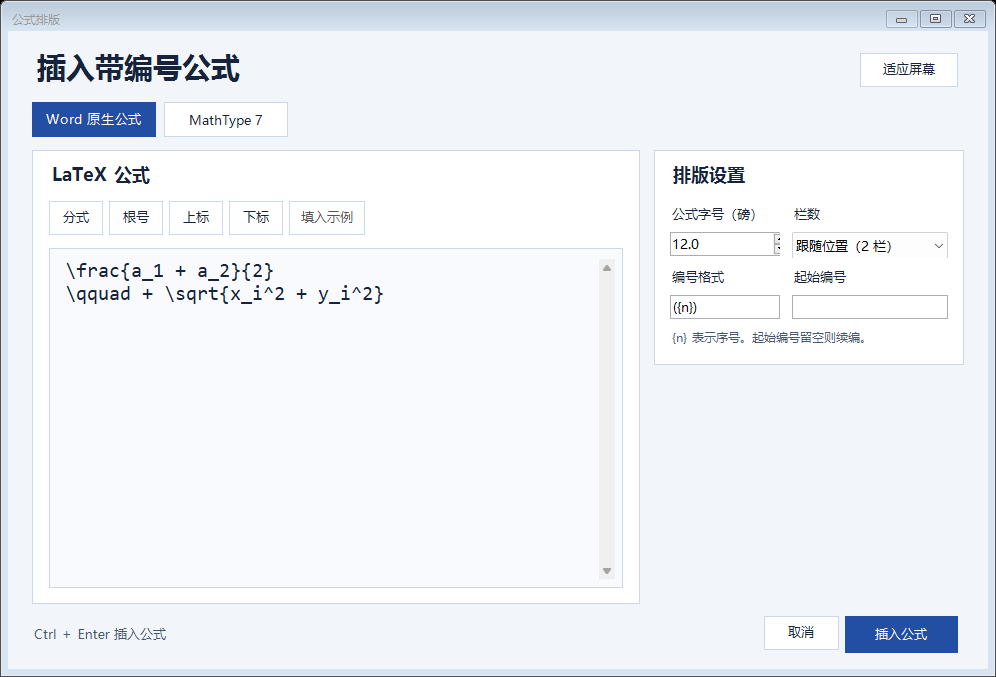 公式排版
插入带编号公式
适应屏幕
Word 原生公式
MathType 7
LaTeX 公式
分式
根号
上标
下标
填入示例
\frac{a_1 + a_2}{2}
\qquad + \sqrt{x_i^2 + y_i^2}
排版设置
公式字号（磅） 栏数
12.0 跟随位置（2 栏）
编号格式 起始编号
({n})
{n} 表示序号。起始编号留空则续编。
Ctrl + Enter 插入公式
取消
插入公式